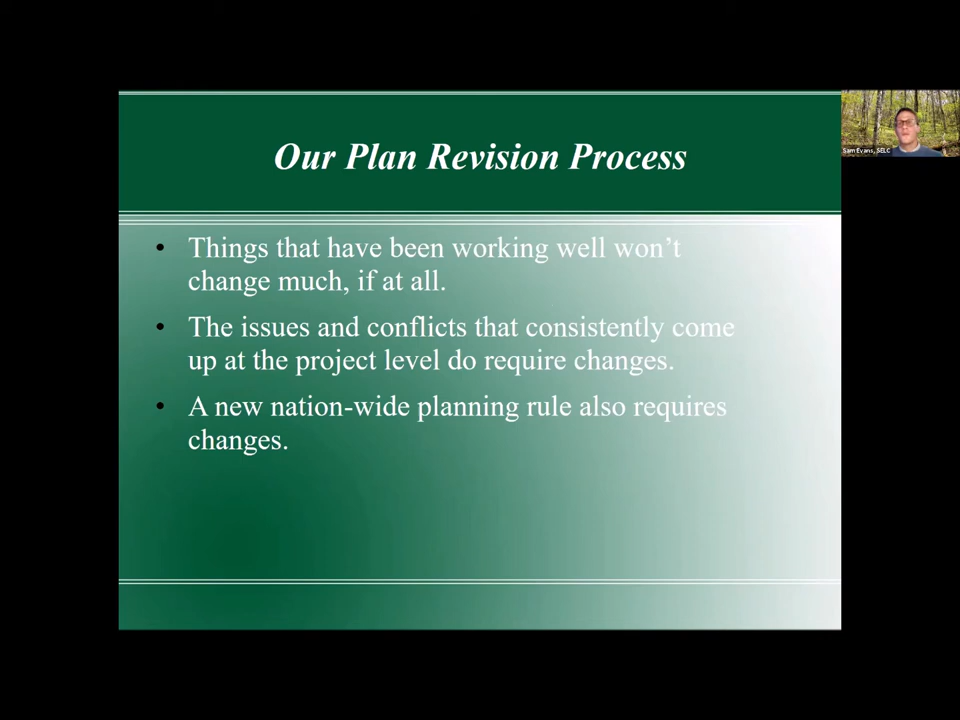 Our Plan Revision Process
Sam Evans, SELC
• Things that have been working well won’t
change much, if at all.
• The issues and conflicts that consistently come
up at the project level do require changes.
• A new nation-wide planning rule also requires
changes.